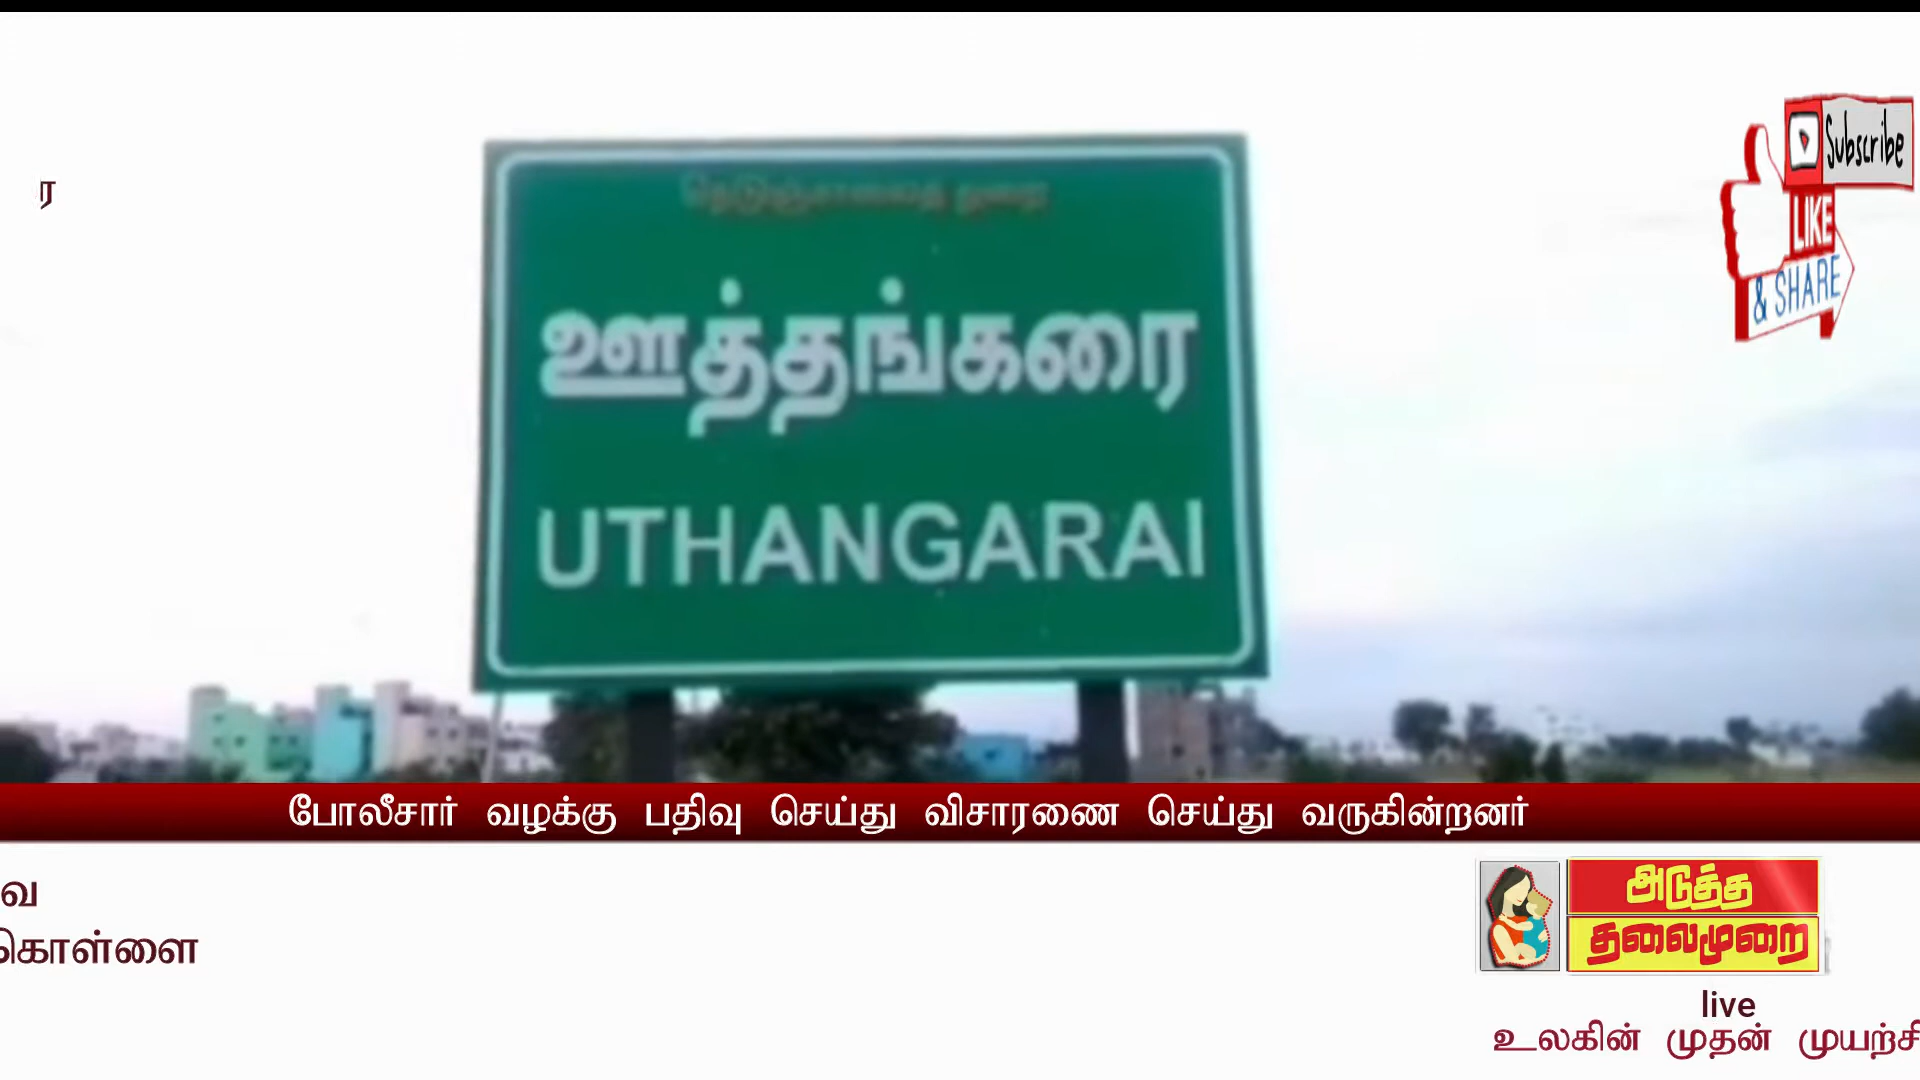 நெடுஞ்சாலைத் துறை
ஊத்தங்கரை
UTHANGARAI
Subscribe
LIKE
& SHARE
ர
போலீசார் வழக்கு பதிவு செய்து விசாரணை செய்து வருகின்றனர்
வை
கொள்ளை
அடுத்த
தலைமுறை
live
உலகின் முதன் முயற்சி